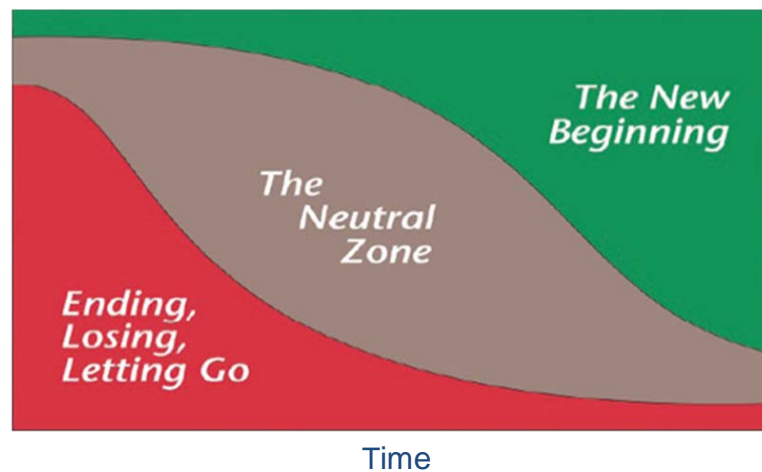 The New
Beginning
The
Neutral
Zone
Ending,
Losing,
Letting Go
Time